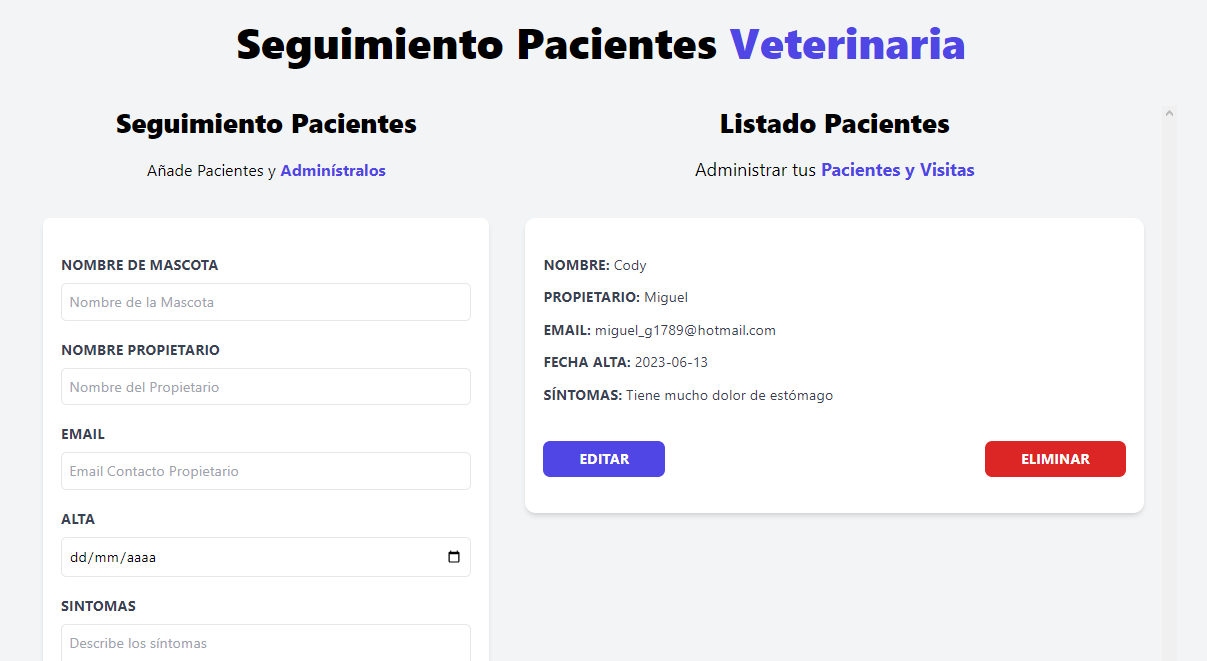 Seguimiento Pacientes Veterinaria
Seguimiento Pacientes
Añade Pacientes y Adminístralos
NOMBRE DE MASCOTA
Nombre de la Mascota
NOMBRE PROPIETARIO
Nombre del Propietario
EMAIL
Email Contacto Propietario
ALTA
dd/mm/aaaa
SINTOMAS
Describe los síntomas
Listado Pacientes
Administrar tus Pacientes y Visitas
NOMBRE: Cody
PROPIETARIO: Miguel
EMAIL: miguel_g1789@hotmail.com
FECHA ALTA: 2023-06-13
SÍNTOMAS: Tiene mucho dolor de estómago
EDITAR
ELIMINAR